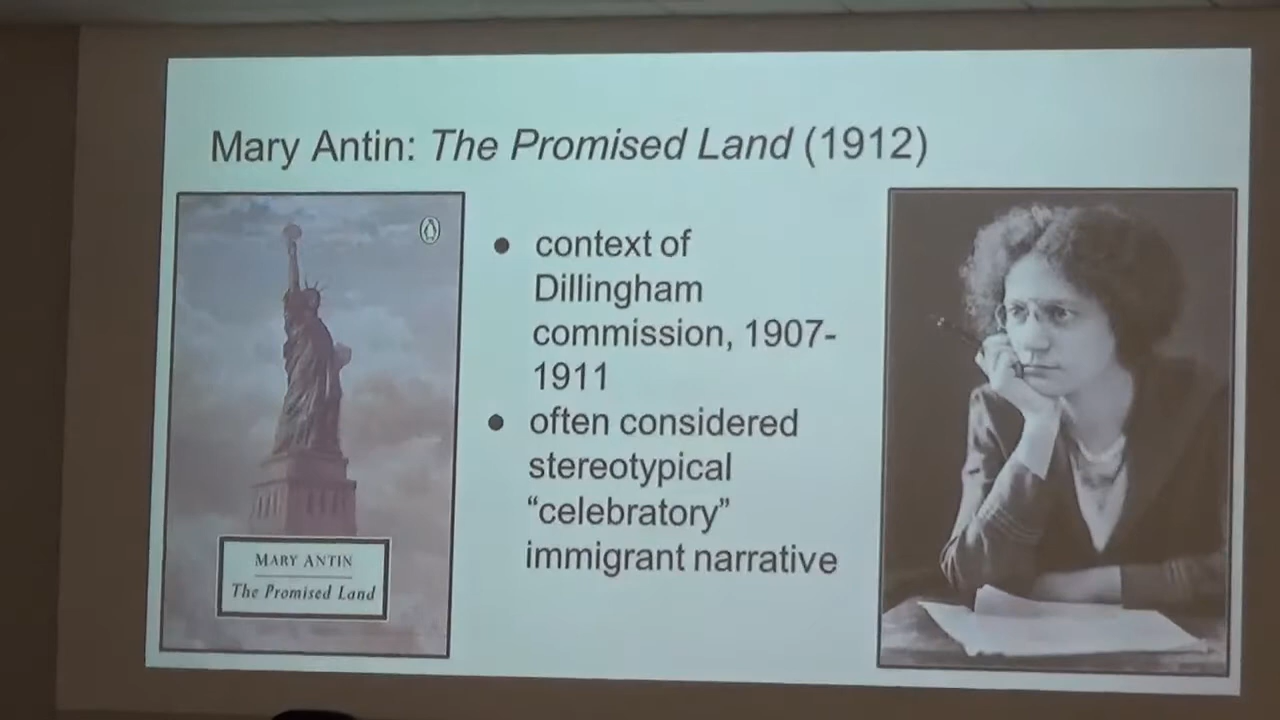 Mary Antin: The Promised Land (1912)
context of
Dillingham
commission, 1907-
1911
often considered
stereotypical
“celebratory”
immigrant narrative
MARY ANTIN
The Promised Land